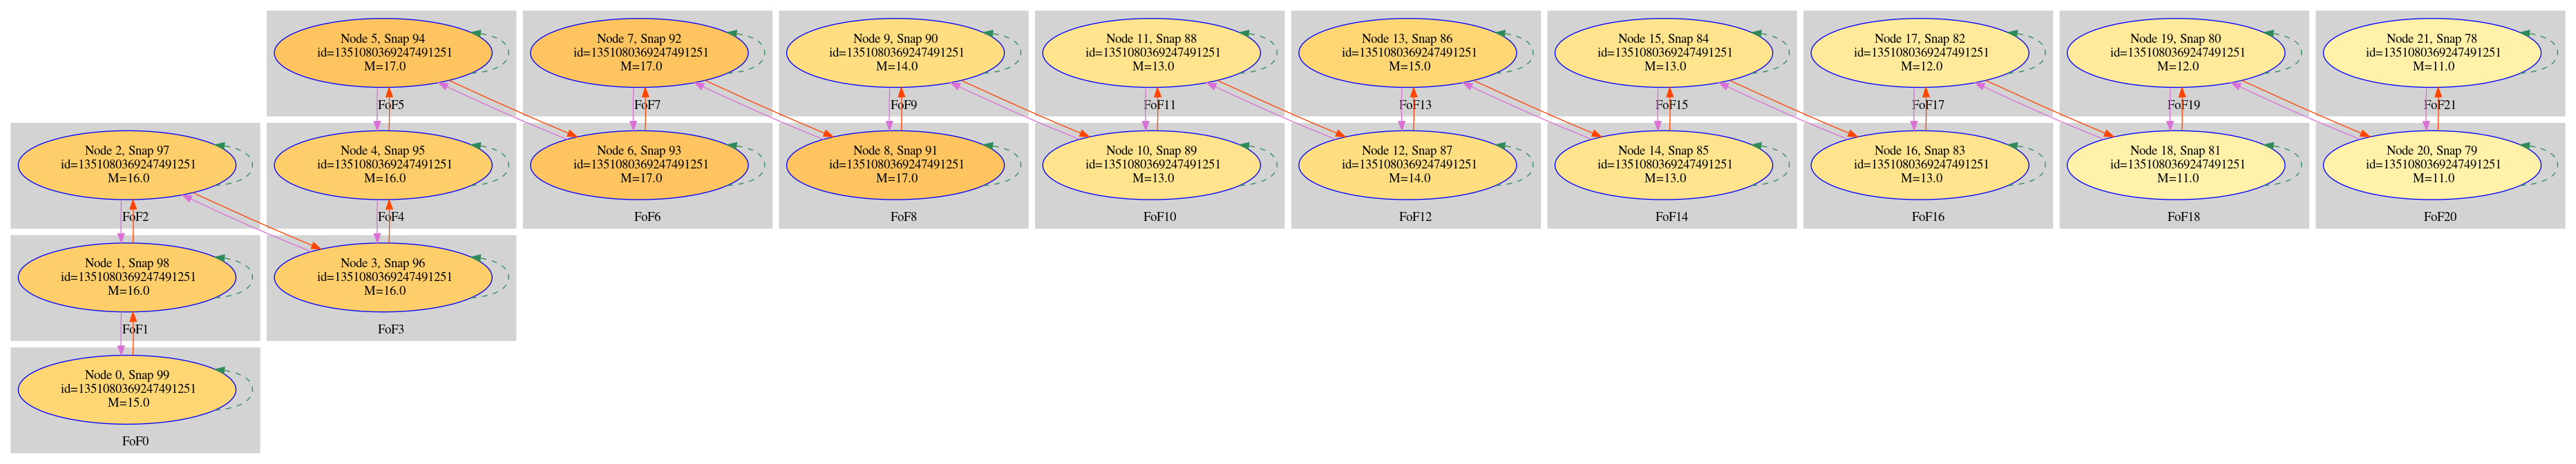 Node 5, Snap 94
id=1351080369247491251
M=17.0
FoF5
Node 7, Snap 92
id=1351080369247491251
M=17.0
FoF7
Node 9, Snap 90
id=1351080369247491251
M=14.0
FoF9
Node 11, Snap 88
id=1351080369247491251
M=13.0
FoF11
Node 13, Snap 86
id=1351080369247491251
M=15.0
FoF13
Node 15, Snap 84
id=1351080369247491251
M=13.0
FoF15
Node 17, Snap 82
id=1351080369247491251
M=12.0
FoF17
Node 19, Snap 80
id=1351080369247491251
M=12.0
FoF19
Node 21, Snap 78
id=1351080369247491251
M=11.0
FoF21
Node 2, Snap 97
id=1351080369247491251
M=16.0
FoF2
Node 4, Snap 95
id=1351080369247491251
M=16.0
FoF4
Node 6, Snap 93
id=1351080369247491251
M=17.0
FoF6
Node 8, Snap 91
id=1351080369247491251
M=17.0
FoF8
Node 10, Snap 89
id=1351080369247491251
M=13.0
FoF10
Node 12, Snap 87
id=1351080369247491251
M=14.0
FoF12
Node 14, Snap 85
id=1351080369247491251
M=13.0
FoF14
Node 16, Snap 83
id=1351080369247491251
M=13.0
FoF16
Node 18, Snap 81
id=1351080369247491251
M=11.0
FoF18
Node 20, Snap 79
id=1351080369247491251
M=11.0
FoF20
Node 1, Snap 98
id=1351080369247491251
M=16.0
FoF1
Node 3, Snap 96
id=1351080369247491251
M=16.0
FoF3
Node 0, Snap 99
id=1351080369247491251
M=15.0
FoF0